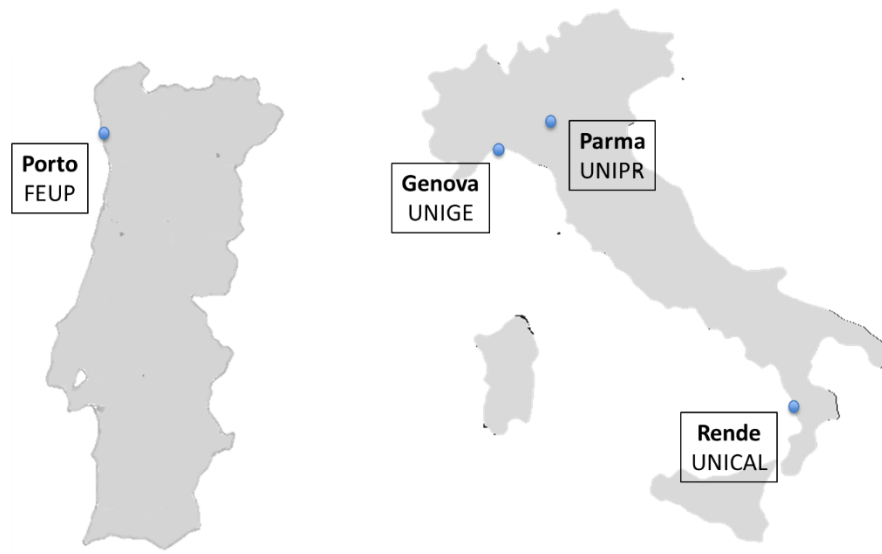 Porto
FEUP
Genova
UNIGE
Parma
UNIPR
Rende
UNICAL